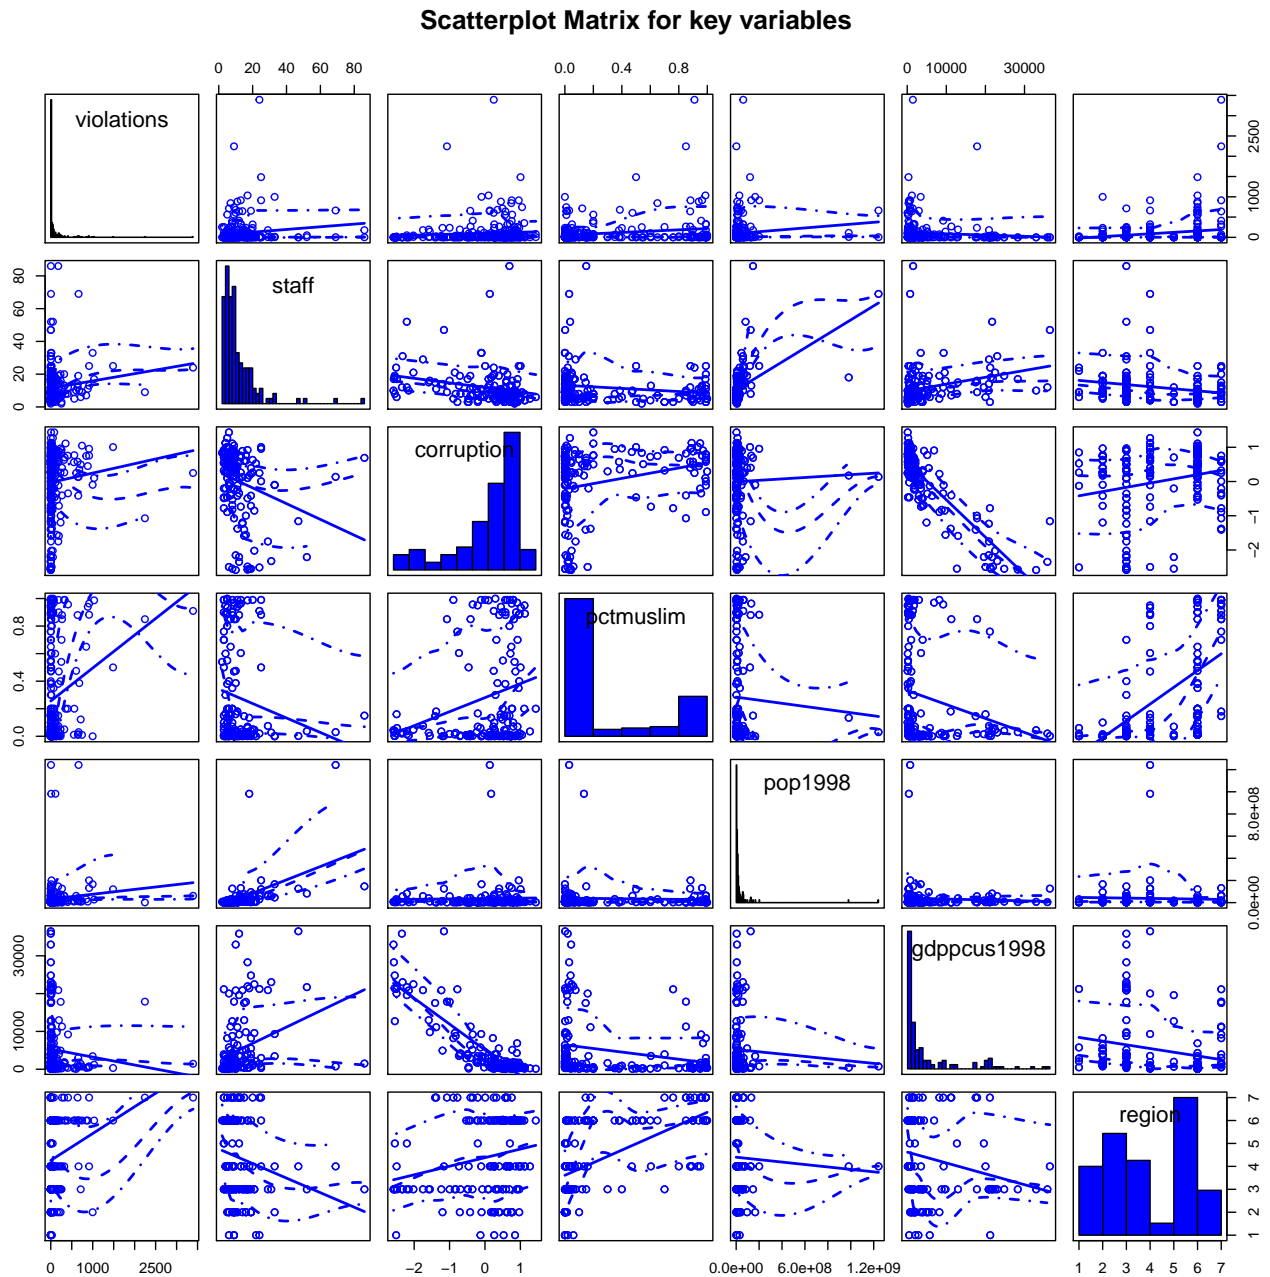 Scatterplot Matrix for key variables
0 20 40 60 80
0.0 0.4 0.8
0 10000 30000
violations
0 1000 2500
staff
0 20 40 60 80
corruption
−2 −1 0 1
pctmuslim
0.0 0.4 0.8
pop1998
0.0e+00 8.0e+08
gdppcus1998
0 10000 30000
region
1 2 3 4 5 6 7
0 1000 2500
−2 −1 0 1
0.0e+00 6.0e+08 1.2e+09
1 2 3 4 5 6 7